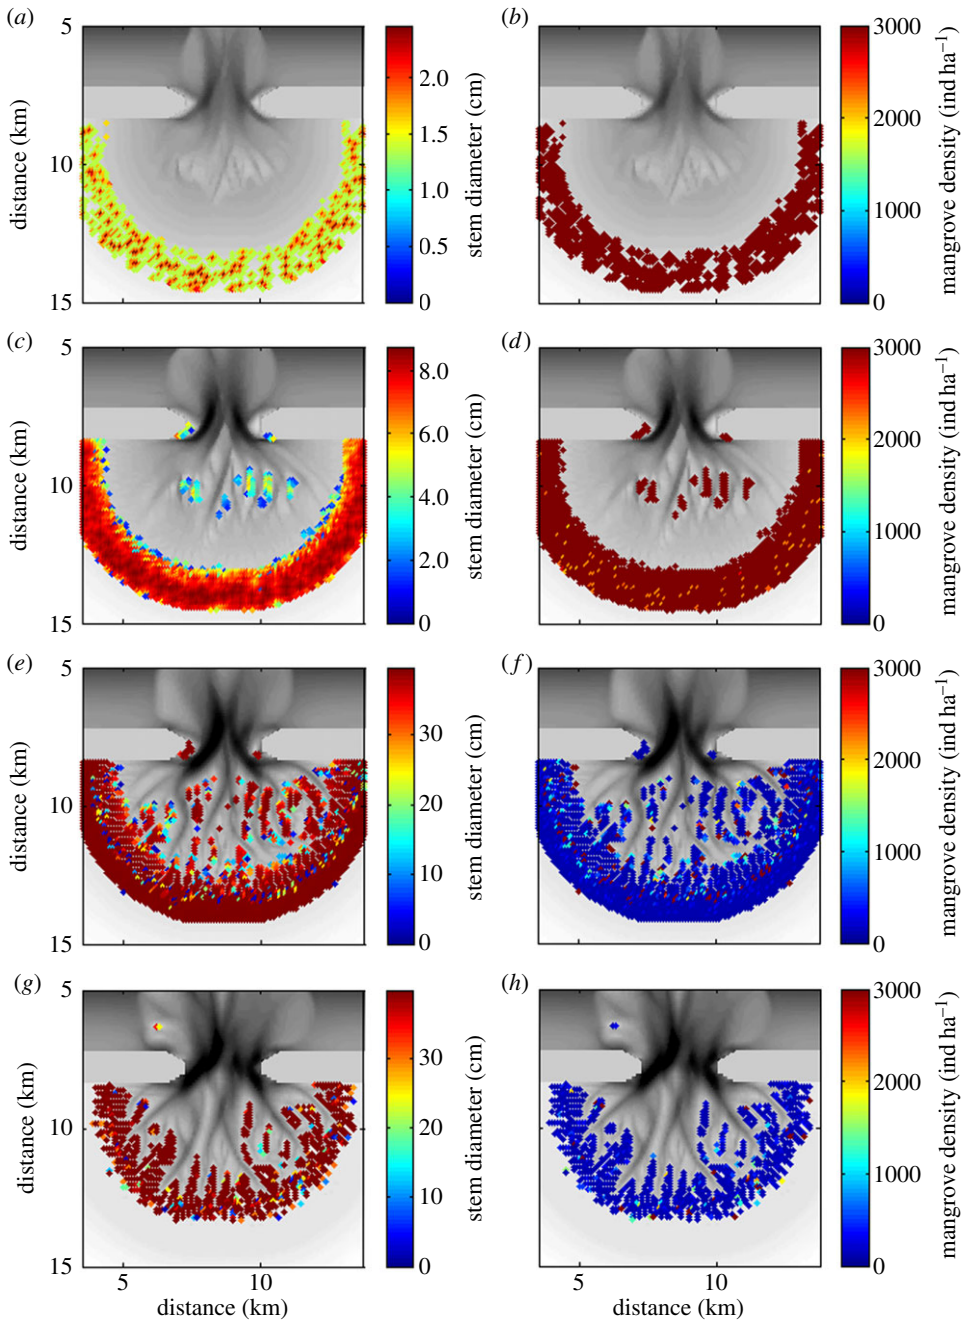 (a)
(b)
5
10
15
distance (km)
5
10
2.0
1.5
1.0
0.5
0
stem diameter (cm)
5
10
3000
2000
1000
0
mangrove density (ind ha⁻¹)
(c)
(d)
5
10
15
distance (km)
8.0
6.0
4.0
2.0
0
stem diameter (cm)
3000
2000
1000
0
mangrove density (ind ha⁻¹)
(e)
(f)
5
10
15
distance (km)
30
20
10
0
stem diameter (cm)
3000
2000
1000
0
mangrove density (ind ha⁻¹)
(g)
(h)
5
10
15
distance (km)
5
10
distance (km)
30
20
10
0
stem diameter (cm)
5
10
distance (km)
3000
2000
1000
0
mangrove density (ind ha⁻¹)